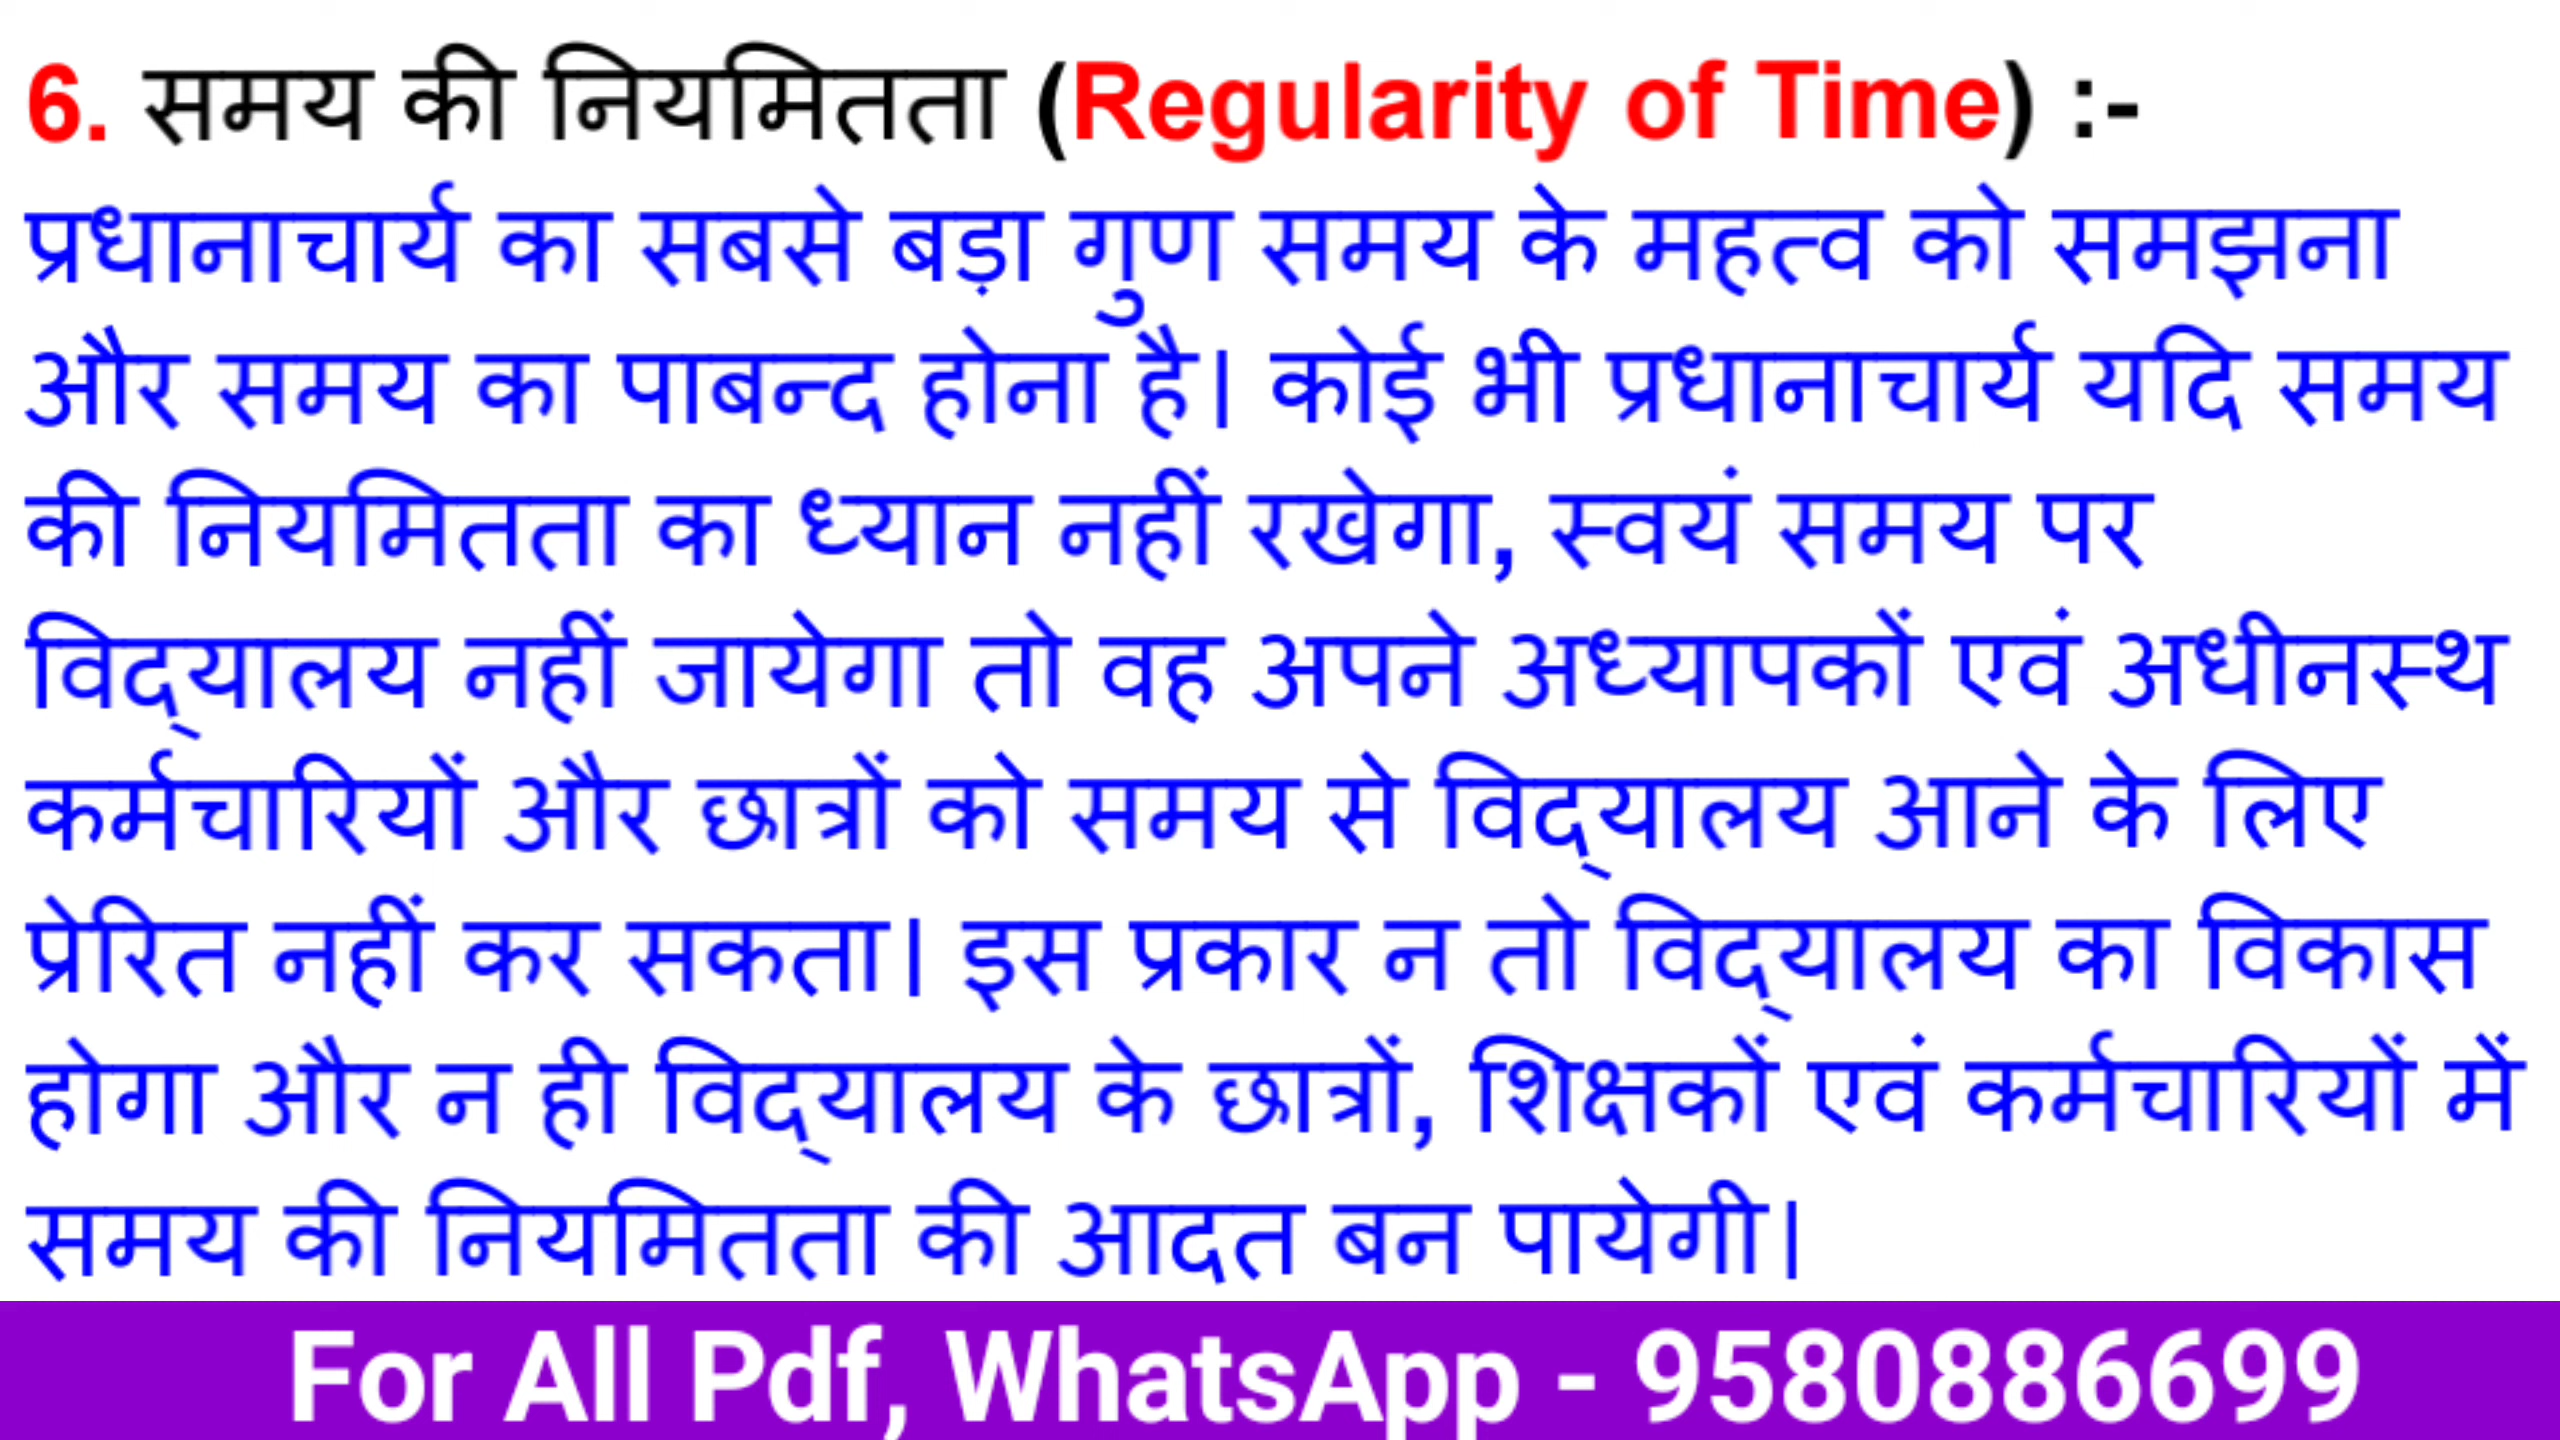 6. समय की नियमितता (Regularity of Time) :-
प्रधानाचार्य का सबसे बड़ा गुण समय के महत्व को समझना
और समय का पाबन्द होना है। कोई भी प्रधानाचार्य यदि समय
की नियमितता का ध्यान नहीं रखेगा, स्वयं समय पर
विद्‌यालय नहीं जायेगा तो वह अपने अध्यापकों एवं अधीनस्थ
कर्मचारियों और छात्रों को समय से विद्‌यालय आने के लिए
प्रेरित नहीं कर सकता। इस प्रकार न तो विद्‌यालय का विकास
होगा और न ही विद्‌यालय के छात्रों, शिक्षकों एवं कर्मचारियों में
समय की नियमितता की आदत बन पायेगी।
For All Pdf, WhatsApp - 9580886699